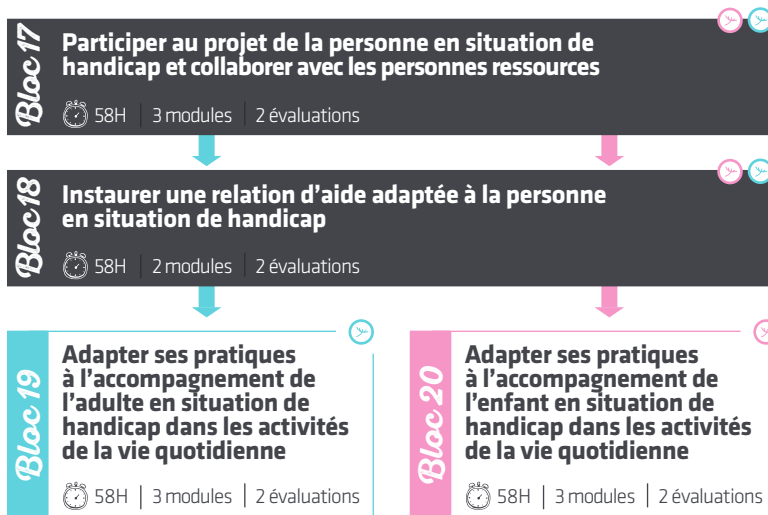 Bloc 17
Participer au projet de la personne en situation de
handicap et collaborer avec les personnes ressources
58H | 3 modules | 2 évaluations
Bloc 18
Instaurer une relation d’aide adaptée à la personne
en situation de handicap
58H | 2 modules | 2 évaluations
Bloc 19
Adapter ses pratiques
à l’accompagnement de
l’adulte en situation de
handicap dans les activités
de la vie quotidienne
58H | 3 modules | 2 évaluations
Bloc 20
Adapter ses pratiques
à l’accompagnement de
l’enfant en situation de
handicap dans les activités
de la vie quotidienne
58H | 3 modules | 2 évaluations